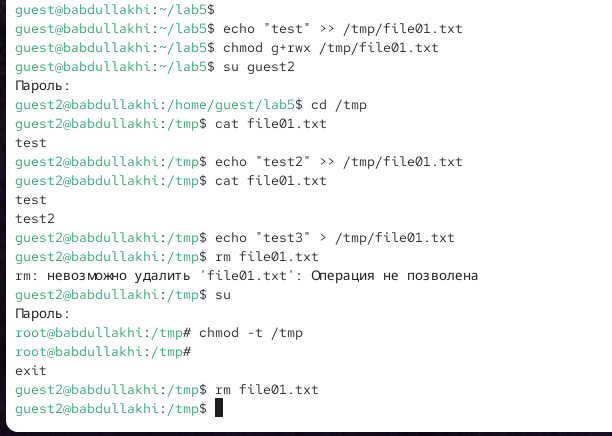 guest@babdullakhi:~/lab5$
guest@babdullakhi:~/lab5$ echo "test" >> /tmp/file01.txt
guest@babdullakhi:~/lab5$ chmod g+rwx /tmp/file01.txt
guest@babdullakhi:~/lab5$ su guest2
Пароль:
guest2@babdullakhi:/home/guest/lab5$ cd /tmp
guest2@babdullakhi:/tmp$ cat file01.txt
test
guest2@babdullakhi:/tmp$ echo "test2" >> /tmp/file01.txt
guest2@babdullakhi:/tmp$ cat file01.txt
test
test2
guest2@babdullakhi:/tmp$ echo "test3" > /tmp/file01.txt
guest2@babdullakhi:/tmp$ rm file01.txt
rm: невозможно удалить 'file01.txt': Операция не позволена
guest2@babdullakhi:/tmp$ su
Пароль:
root@babdullakhi:/tmp# chmod -t /tmp
root@babdullakhi:/tmp#
exit
guest2@babdullakhi:/tmp$ rm file01.txt
guest2@babdullakhi:/tmp$